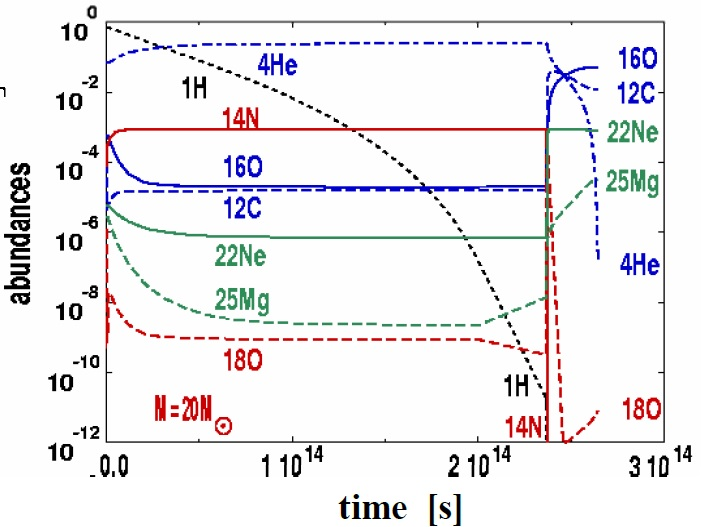 10^0
16O
4He
12C
1H
10^-2
14N
22Ne
10^-4
16O
25Mg
12C
abundances
10^-6
22Ne
4He
25Mg
10^-8
18O
10^-10
1H
M=20M☉
14N
18O
10^-12
0.0
1 10^14
2 10^14
3 10^14
time [s]